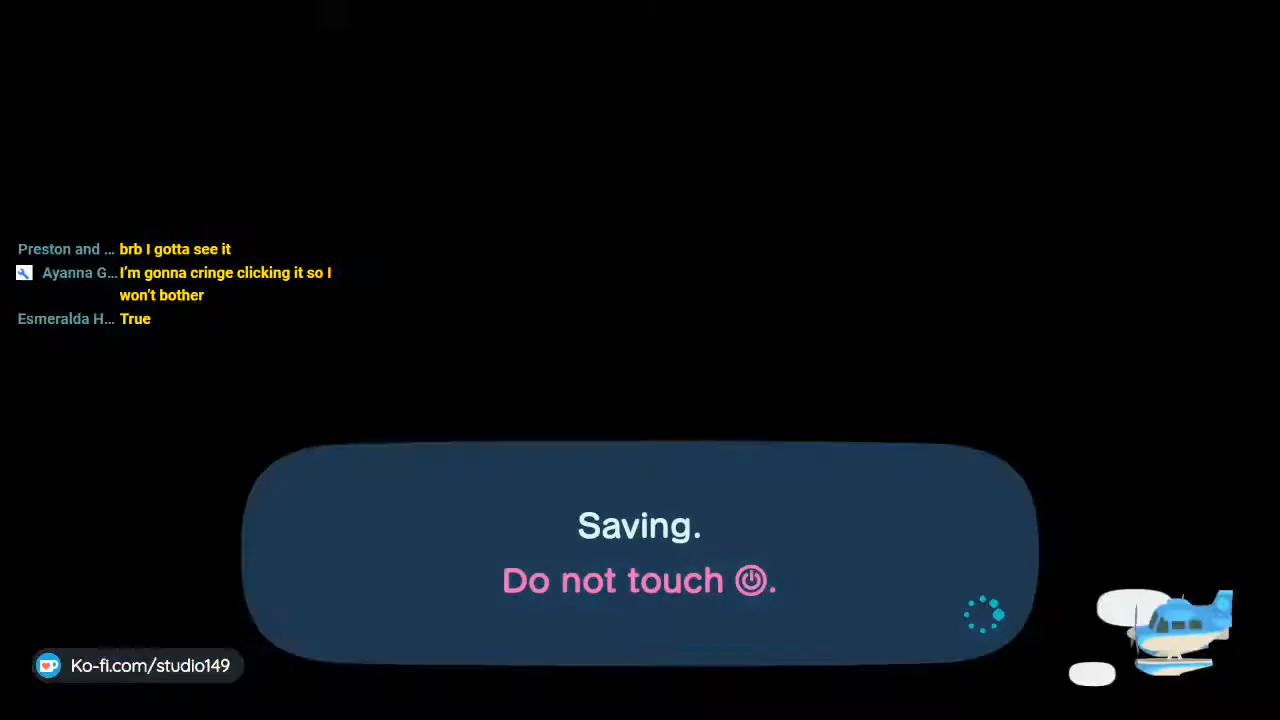 Preston and ... brb I gotta see it
Ayanna G... I'm gonna cringe clicking it so I
won't bother
Esmeralda H... True
Saving.
Do not touch ⏻.
Ko-fi.com/studio149